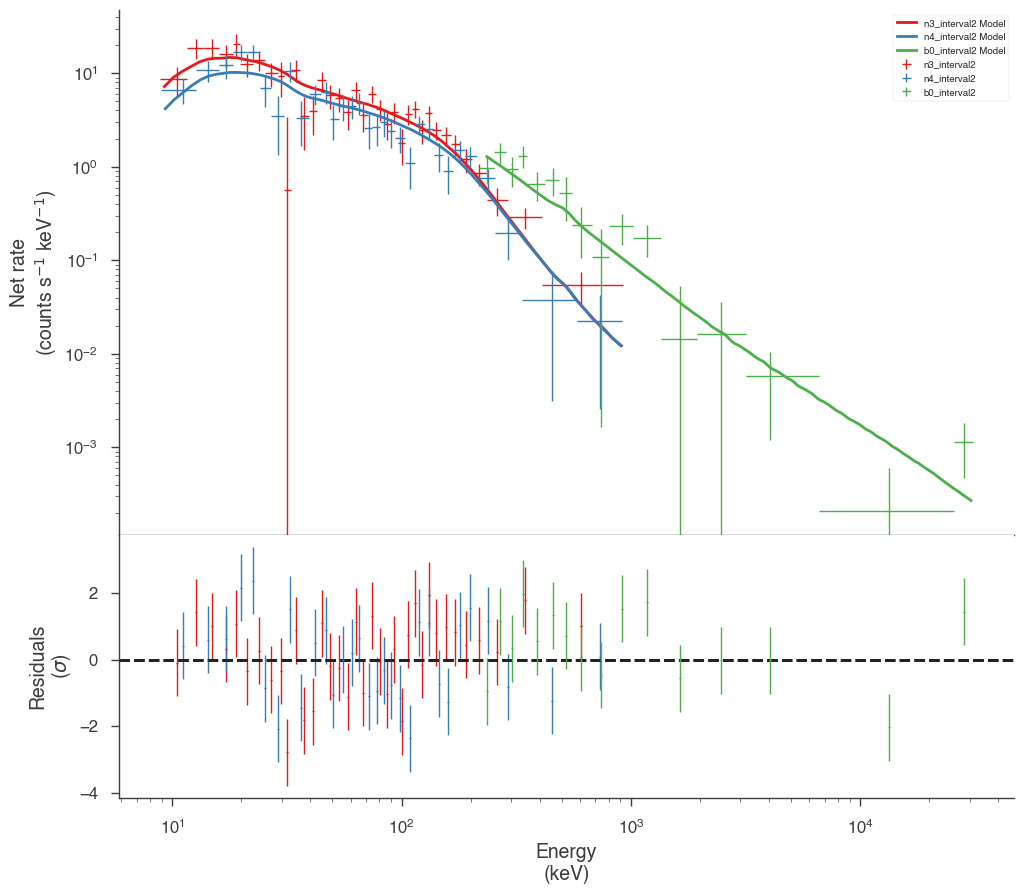 n3_interval2 Model
n4_interval2 Model
b0_interval2 Model
n3_interval2
n4_interval2
b0_interval2
Net rate
(counts s⁻¹ keV⁻¹)
10¹
10⁰
10⁻¹
10⁻²
10⁻³
Residuals
(σ)
2
0
−2
−4
10¹ 10² 10³ 10⁴
Energy
(keV)